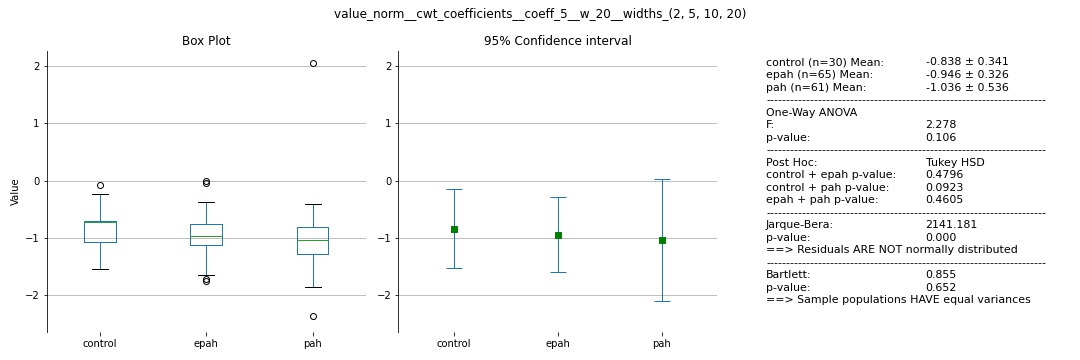 value_norm__cwt_coefficients__coeff_5__w_20__widths_(2, 5, 10, 20)
Box Plot
Value
2
1
0
−1
−2
control
epah
pah
95% Confidence interval
2
1
0
−1
−2
control
epah
pah
control (n=30) Mean: -0.838 ± 0.341
epah (n=65) Mean: -0.946 ± 0.326
pah (n=61) Mean: -1.036 ± 0.536
One-Way ANOVA
F: 2.278
p-value: 0.106
Post Hoc: Tukey HSD
control + epah p-value: 0.4796
control + pah p-value: 0.0923
epah + pah p-value: 0.4605
Jarque-Bera: 2141.181
p-value: 0.000
==> Residuals ARE NOT normally distributed
Bartlett: 0.855
p-value: 0.652
==> Sample populations HAVE equal variances